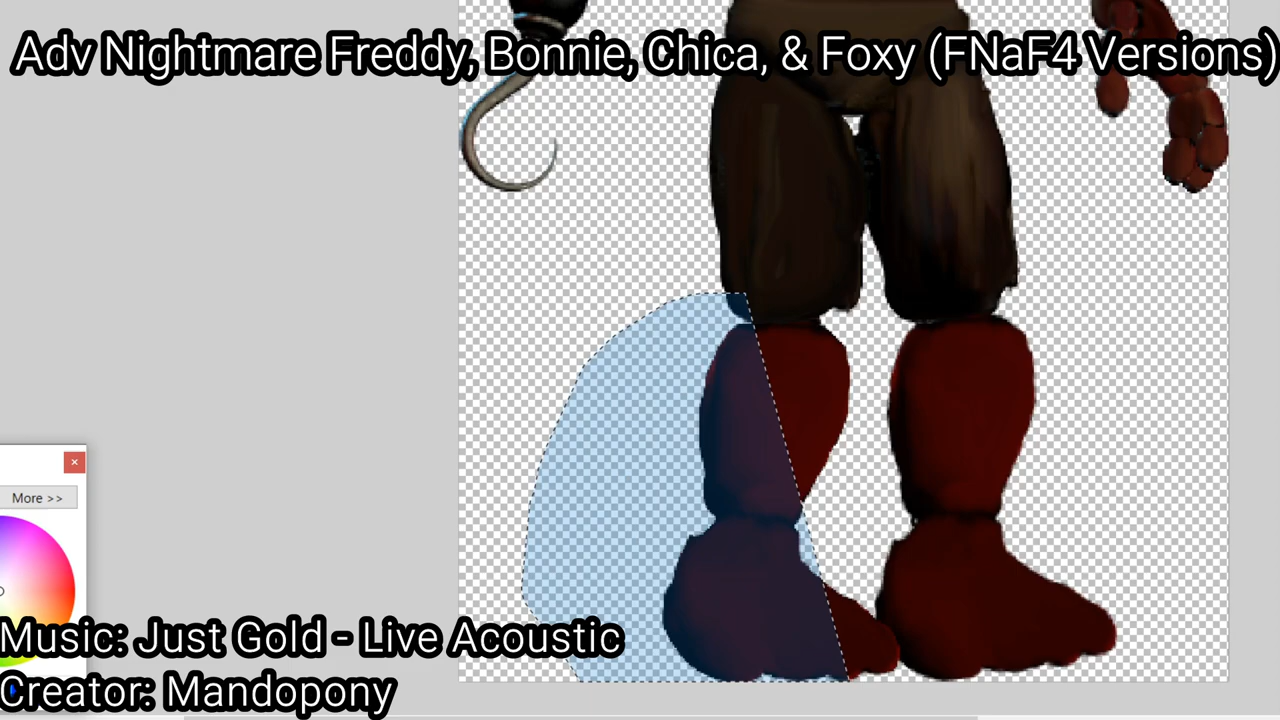 Adv Nightmare Freddy, Bonnie, Chica, & Foxy (FNaF4 Versions)
More >>
Music: Just Gold - Live Acoustic
Creator: Mandopony